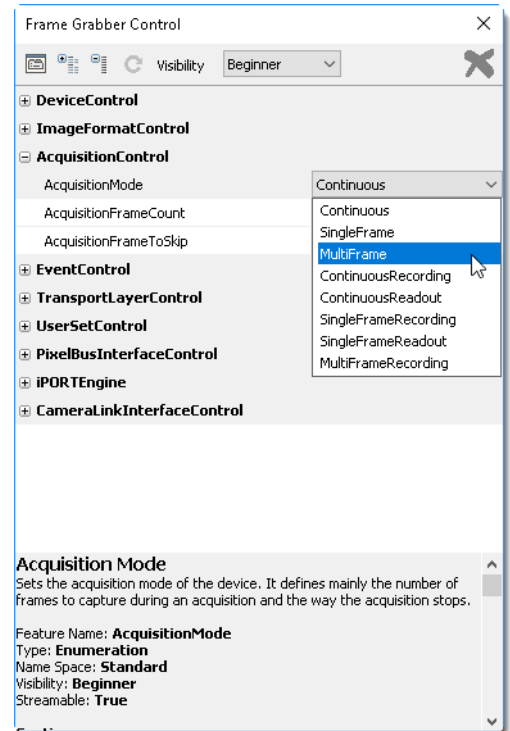 Frame Grabber Control
Visibility Beginner
DeviceControl
ImageFormatControl
AcquisitionControl
AcquisitionMode Continuous
AcquisitionFrameCount Continuous
SingleFrame
AcquisitionFrameToSkip MultiFrame
EventControl ContinuousRecording
TransportLayerControl ContinuousReadout
UserSetControl SingleFrameRecording
SingleFrameReadout
PixelBusInterfaceControl MultiFrameRecording
iPORTEngine
CameraLinkInterfaceControl
Acquisition Mode
Sets the acquisition mode of the device. It defines mainly the number of
frames to capture during an acquisition and the way the acquisition stops.
Feature Name: AcquisitionMode
Type: Enumeration
Name Space: Standard
Visibility: Beginner
Streamable: True